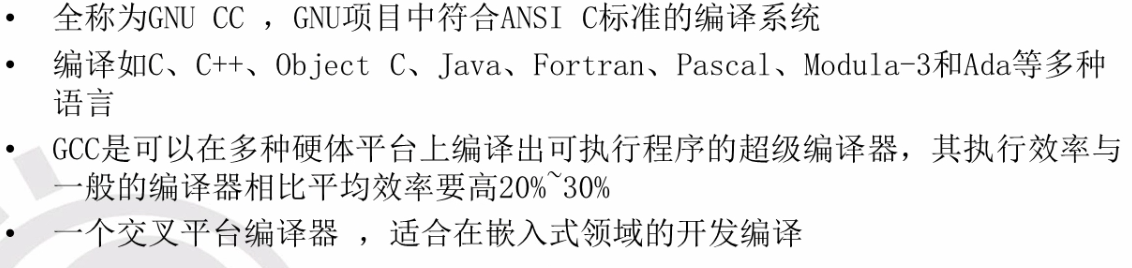 • 全称为GNU CC ，GNU项目中符合ANSI C标准的编译系统
• 编译如C、C++、Object C、Java、Fortran、Pascal、Modula-3和Ada等多种
语言
• GCC是可以在多种硬体平台上编译出可执行程序的超级编译器，其执行效率与
一般的编译器相比平均效率要高20%~30%
• 一个交叉平台编译器 ，适合在嵌入式领域的开发编译